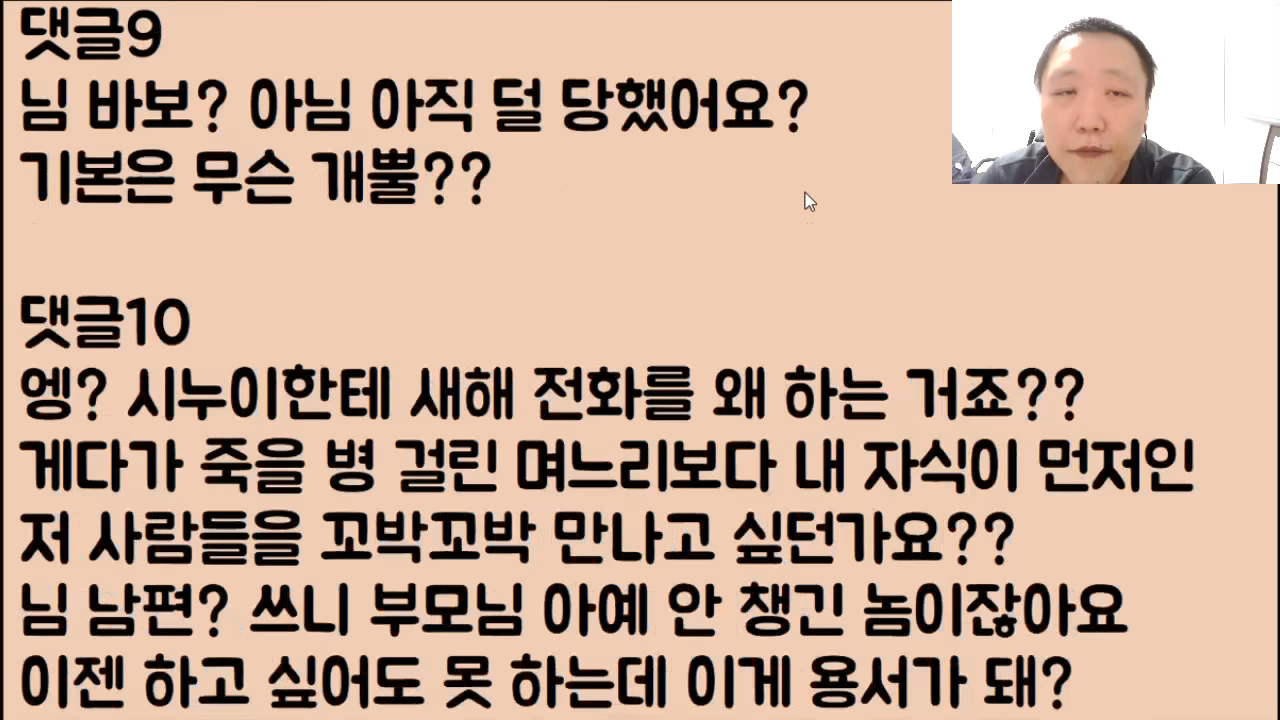 댓글9
님 바보? 아님 아직 덜 당했어요?
기본은 무슨 개뿔??
댓글10
엥? 시누이한테 새해 전화를 왜 하는 거죠??
게다가 죽을 병 걸린 며느리보다 내 자식이 먼저인
저 사람들을 꼬박꼬박 만나고 싶던가요??
님 남편? 쓰니 부모님 아예 안 챙긴 놈이잖아요
이젠 하고 싶어도 못 하는데 이게 용서가 돼?